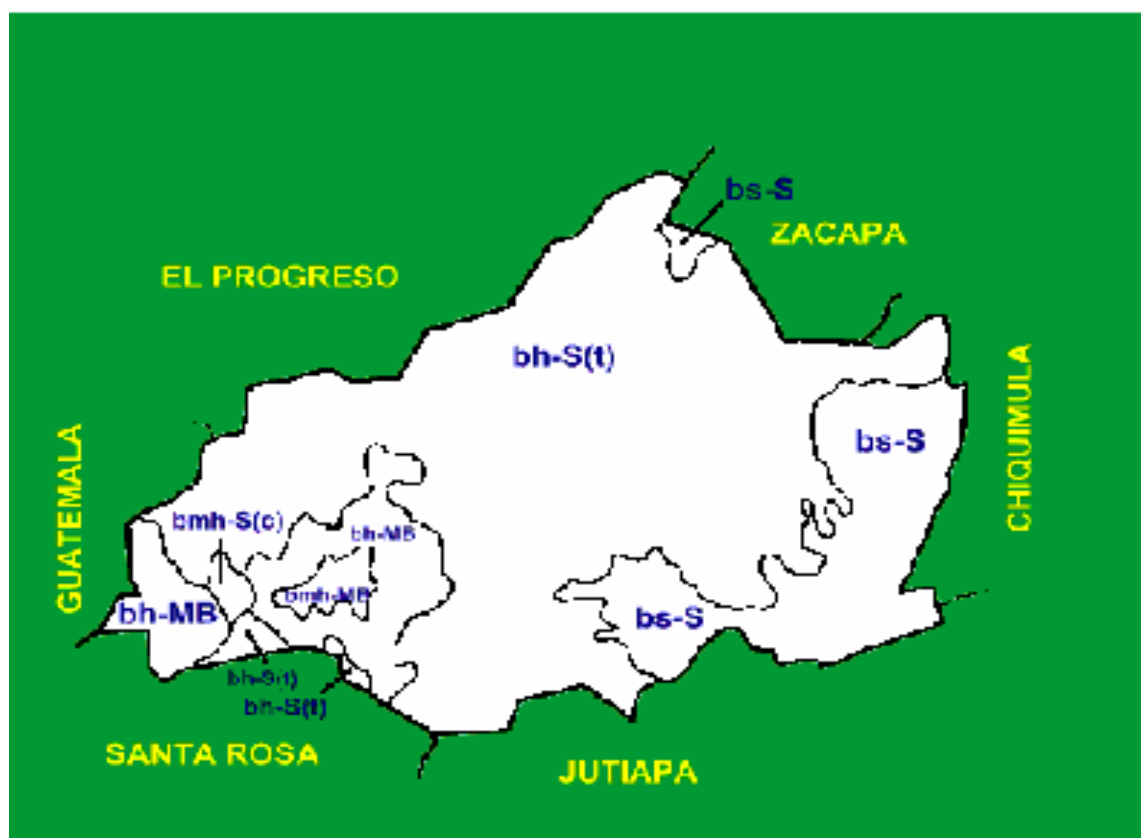 bs-S
ZACAPA
EL PROGRESO
bh-S(t)
CHIQUIMULA
bs-S
GUATEMALA
bmh-S(c)
bh-MB
bmh-MB
bh-MB
bs-S
bh-S(t)
bh-S(t)
SANTA ROSA
JUTIAPA